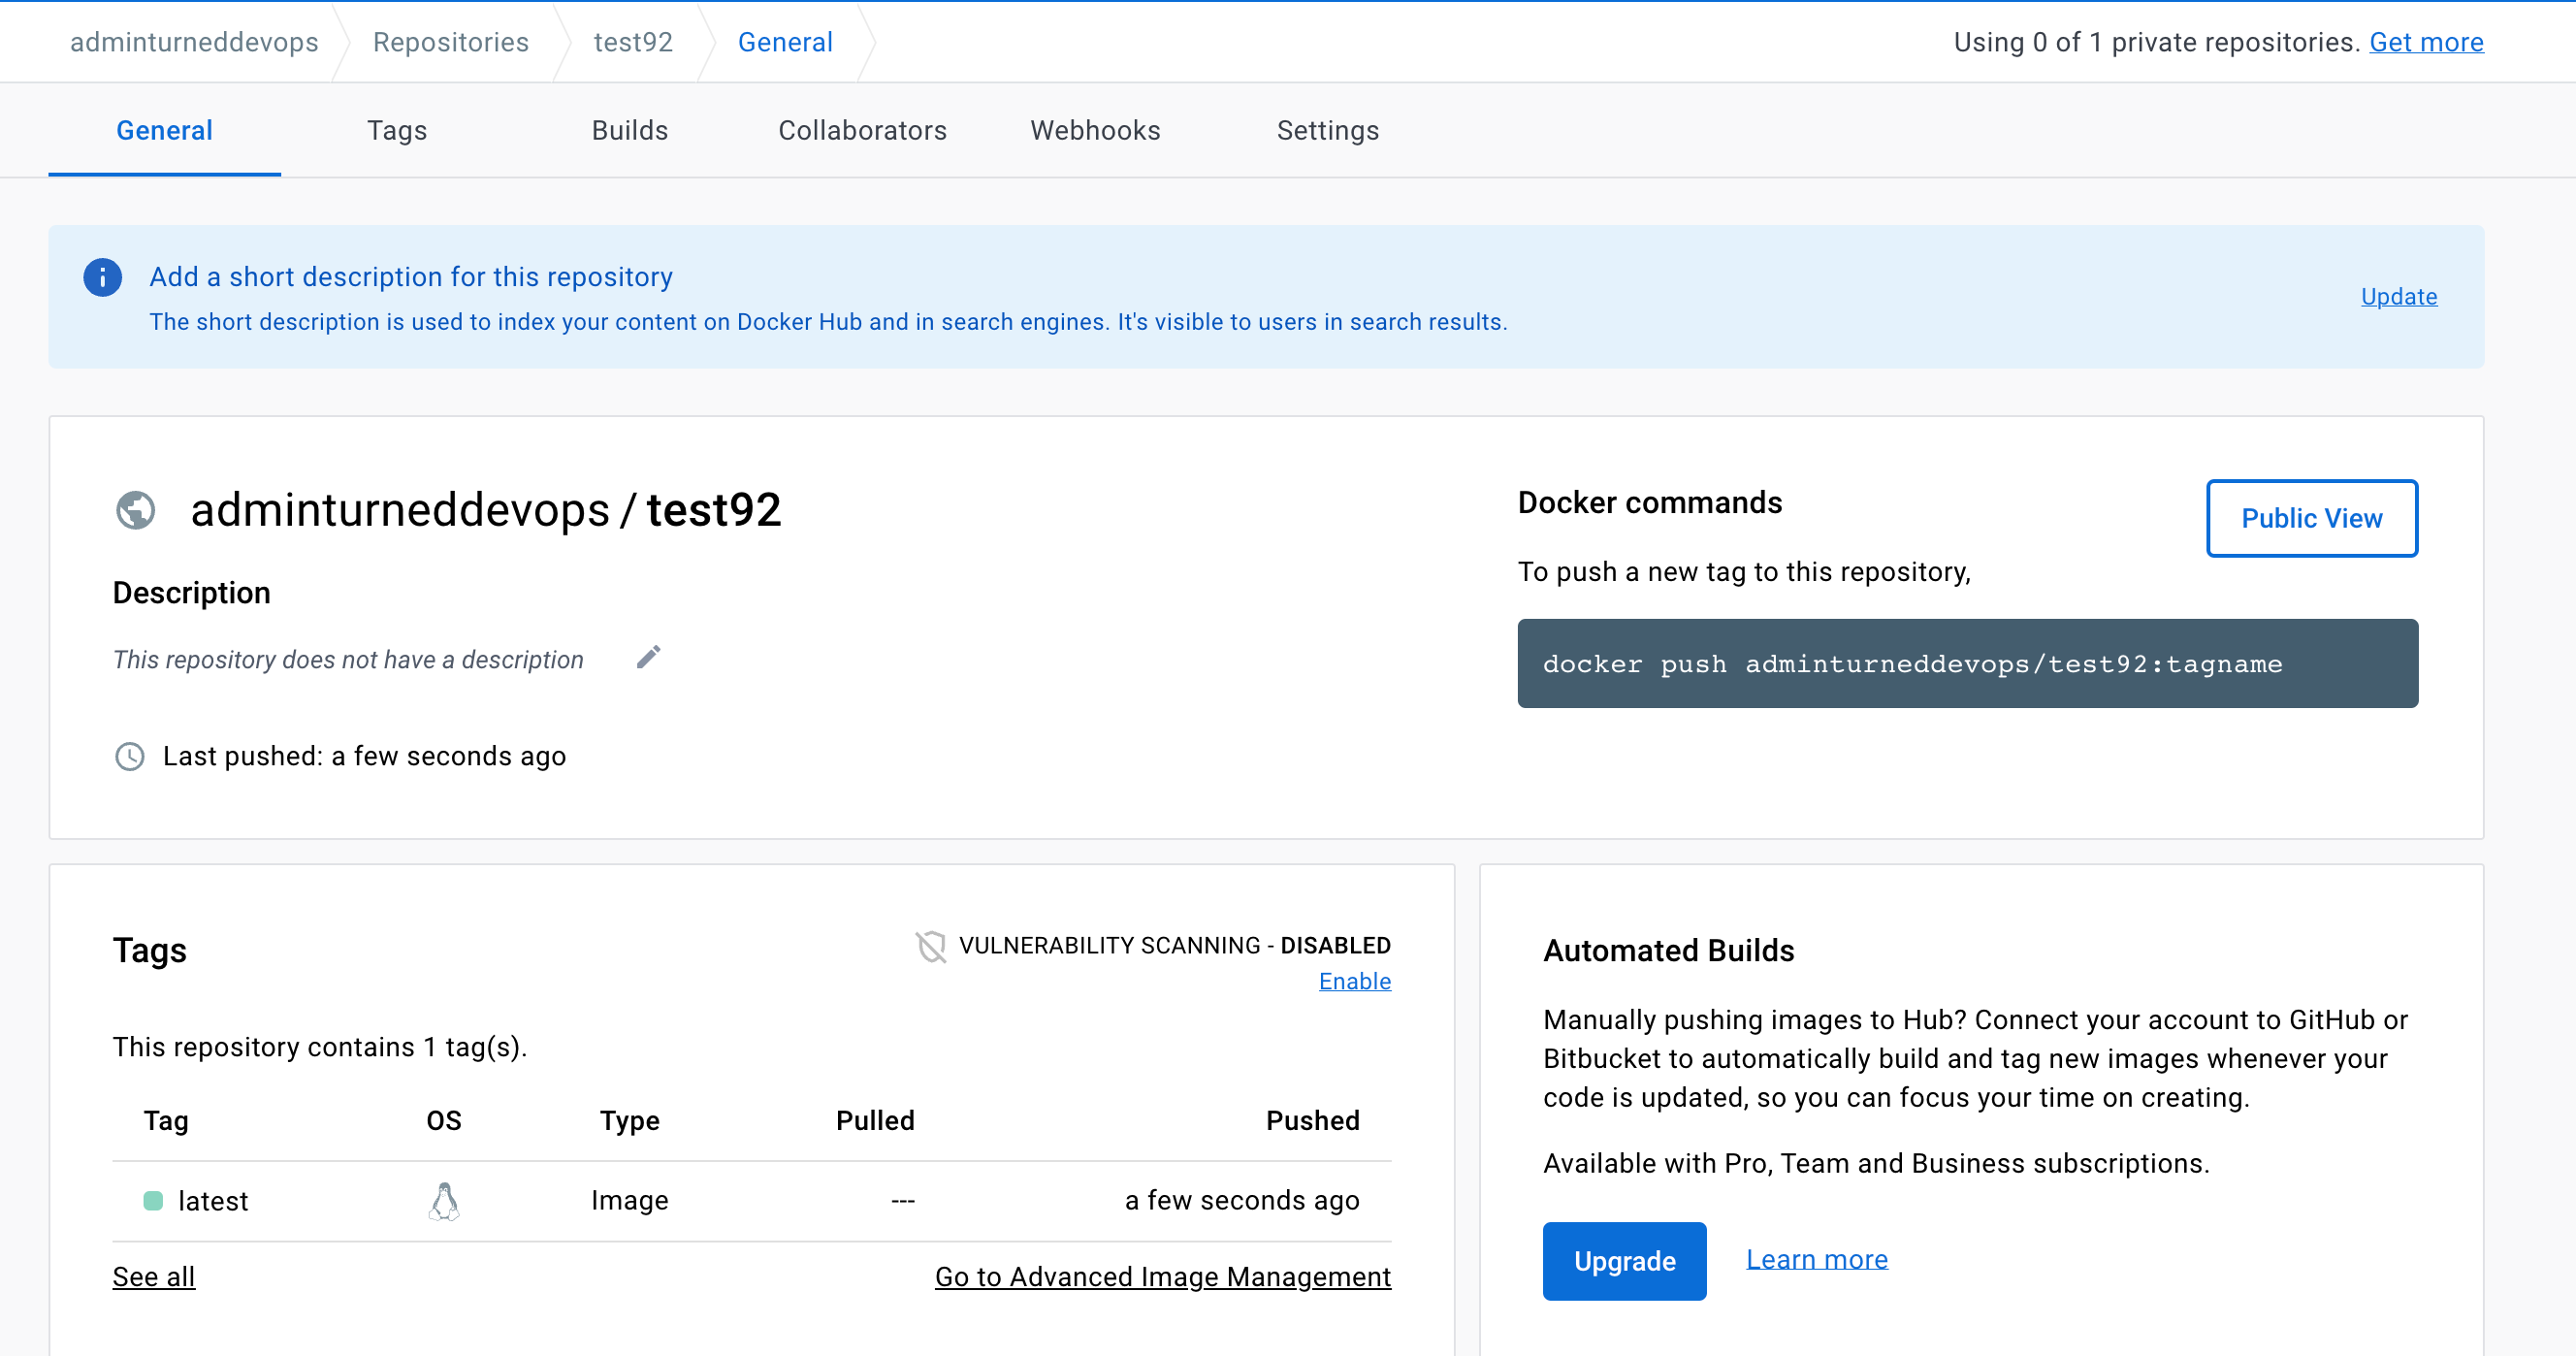 adminturneddevops Repositories test92 General Using 0 of 1 private repositories. Get more
General Tags Builds Collaborators Webhooks Settings
Add a short description for this repository
The short description is used to index your content on Docker Hub and in search engines. It's visible to users in search results.
Update
adminturneddevops / test92
Description
This repository does not have a description
Last pushed: a few seconds ago
Docker commands
Public View
To push a new tag to this repository,
docker push adminturneddevops/test92:tagname
Tags
VULNERABILITY SCANNING - DISABLED
Enable
This repository contains 1 tag(s).
Tag OS Type Pulled Pushed
latest Image --- a few seconds ago
See all Go to Advanced Image Management
Automated Builds
Manually pushing images to Hub? Connect your account to GitHub or
Bitbucket to automatically build and tag new images whenever your
code is updated, so you can focus your time on creating.
Available with Pro, Team and Business subscriptions.
Upgrade Learn more